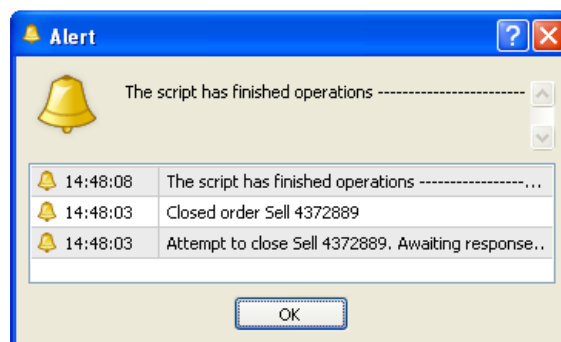 Alert
The script has finished operations ------------------------
14:48:08 The script has finished operations -----------------...
14:48:03 Closed order Sell 4372889
14:48:03 Attempt to close Sell 4372889. Awaiting response..
OK